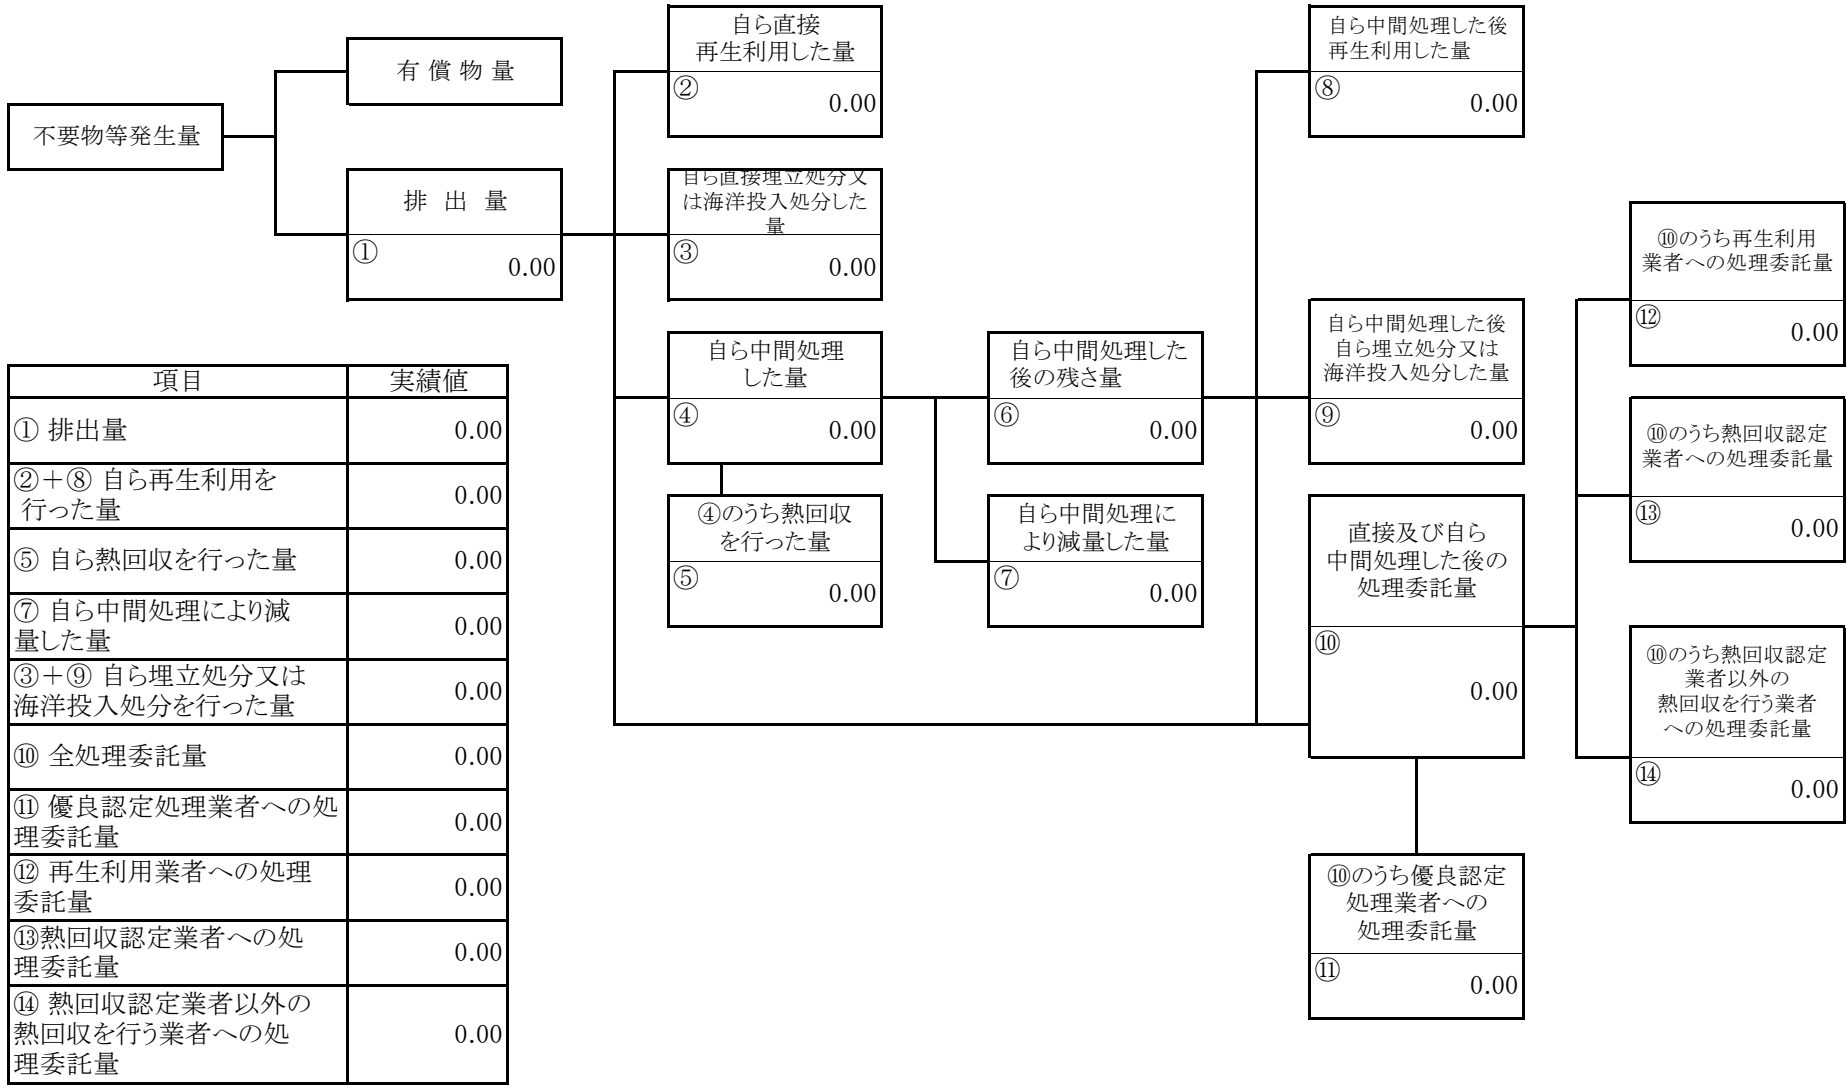 不要物等発生量
有償物量
排出量
①
0.00
自ら直接
再生利用した量
②
0.00
自ら直接埋立処分又
は海洋投入処分した
量
③
0.00
自ら中間処理
した量
④
0.00
④のうち熱回収
を行った量
⑤
0.00
自ら中間処理した
後の残さ量
⑥
0.00
自ら中間処理に
より減量した量
⑦
0.00
自ら中間処理した後
再生利用した量
⑧
0.00
自ら中間処理した後
自ら埋立処分又は
海洋投入処分した量
⑨
0.00
直接及び自ら
中間処理した後の
処理委託量
⑩
0.00
⑩のうち優良認定
処理業者への
処理委託量
⑪
0.00
⑩のうち再生利用
業者への処理委託量
⑫
0.00
⑩のうち熱回収認定
業者への処理委託量
⑬
0.00
⑩のうち熱回収認定
業者以外の
熱回収を行う業者
への処理委託量
⑭
0.00
項目 実績値
① 排出量 0.00
②＋⑧ 自ら再生利用を
行った量 0.00
⑤ 自ら熱回収を行った量 0.00
⑦ 自ら中間処理により減
量した量 0.00
③＋⑨ 自ら埋立処分又は
海洋投入処分を行った量 0.00
⑩ 全処理委託量 0.00
⑪ 優良認定処理業者への処
理委託量 0.00
⑫ 再生利用業者への処理
委託量 0.00
⑬熱回収認定業者への処
理委託量 0.00
⑭ 熱回収認定業者以外の
熱回収を行う業者への処
理委託量 0.00